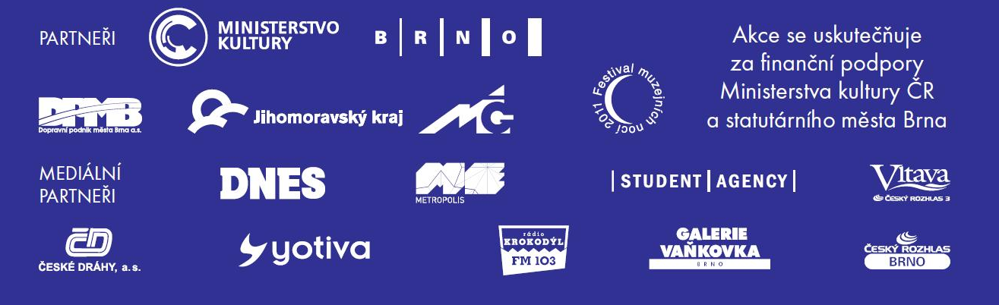 PARTNEŘI
MINISTERSTVO
KULTURY
BRNO
Akce se uskutečňuje
za finanční podpory
Ministerstva kultury ČR
a statutárního města Brna
DPMB
Dopravní podnik města Brna a.s.
Jihomoravský kraj
MG
Festival muzejních nocí 2011
MEDIÁLNÍ
PARTNEŘI
DNES
METROPOLIS
STUDENT AGENCY
Vltava
ČESKÝ ROZHLAS 3
ČD
ČESKÉ DRÁHY, a.s.
yotiva
rádio
KROKODÝL
FM 103
GALERIE
VAŇKOVKA
BRNO
ČESKÝ ROZHLAS
BRNO